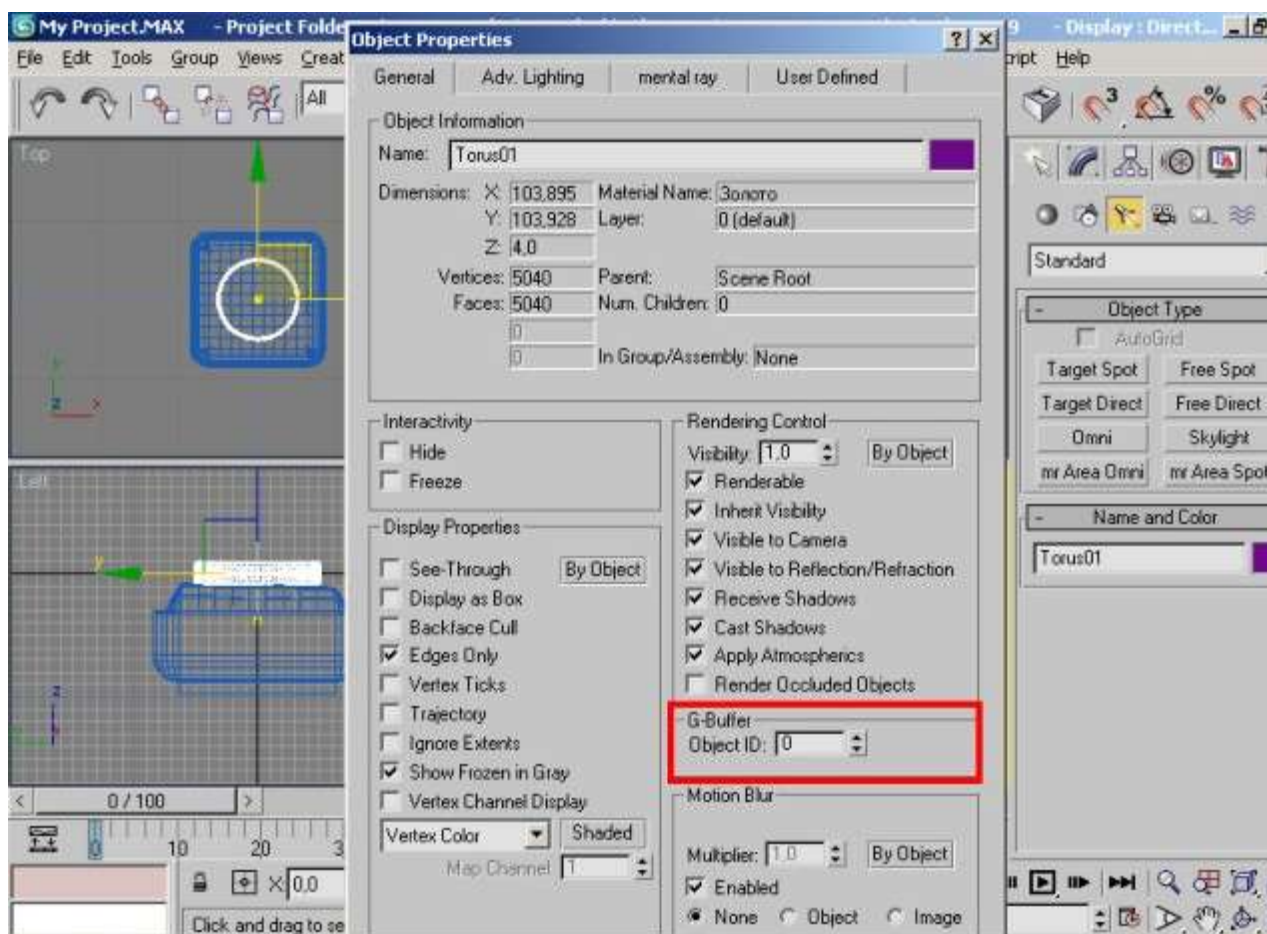 My Project.MAX - Project Folde
9 - Display : Direct...
File Edit Tools Group Views Creat
ript Help
All
3
%
Top
Left
Object Properties
General Adv. Lighting mental ray User Defined
Object Information
Name: Torus01
Dimensions: X: 103,895 Material Name: Золото
Y: 103,928 Layer: 0 (default)
Z: 4,0
Vertices: 5040 Parent: Scene Root
Faces: 5040 Num. Children: 0
0
0 In Group/Assembly: None
Interactivity
Hide
Freeze
Display Properties
See-Through By Object
Display as Box
Backface Cull
Edges Only
Vertex Ticks
Trajectory
Ignore Extents
Show Frozen in Gray
Vertex Channel Display
Vertex Color Shaded
Map Channel 1
Rendering Control
Visibility: 1.0 By Object
Renderable
Inherit Visibility
Visible to Camera
Visible to Reflection/Refraction
Receive Shadows
Cast Shadows
Apply Atmospherics
Render Occluded Objects
G-Buffer
Object ID: 0
Motion Blur
Multiplier: 1.0 By Object
Enabled
None Object Image
Standard
- Object Type
AutoGrid
Target Spot Free Spot
Target Direct Free Direct
Omni Skylight
mr Area Omni mr Area Spot
- Name and Color
Torus01
< 0 / 100 >
0 10 20 3
X: 0,0
Click and drag to se